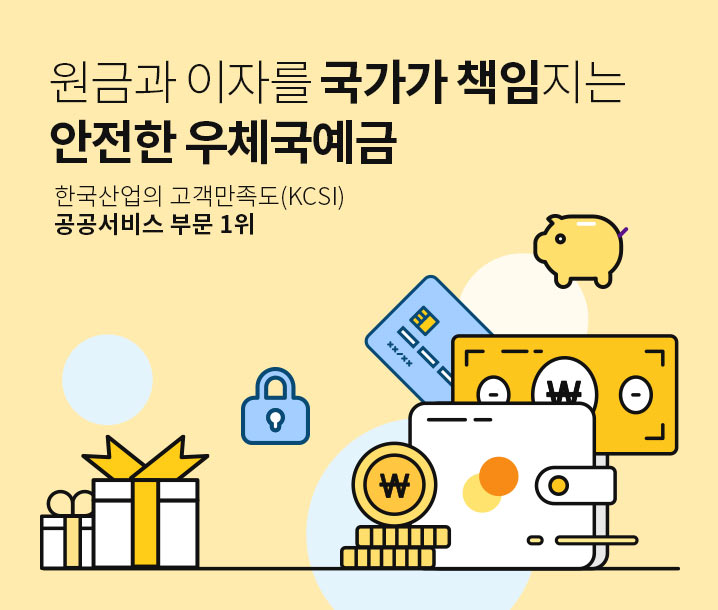 원금과 이자를 국가가 책임지는
안전한 우체국예금
한국산업의 고객만족도(KCSI)
공공서비스 부문 1위
₩
₩